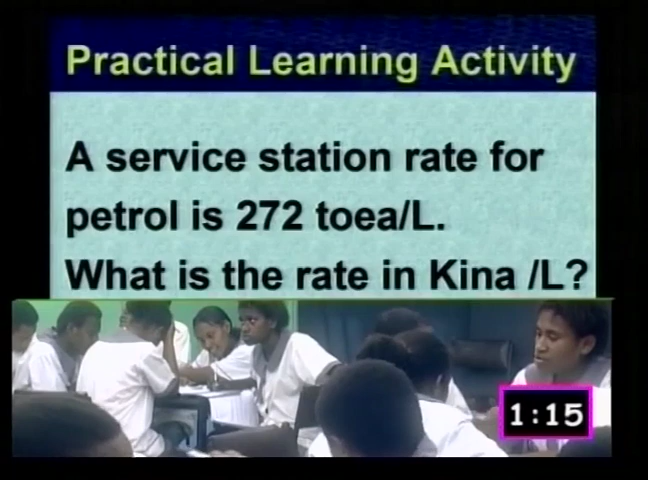 Practical Learning Activity
A service station rate for
petrol is 272 toea/L.
What is the rate in Kina /L?
1:15